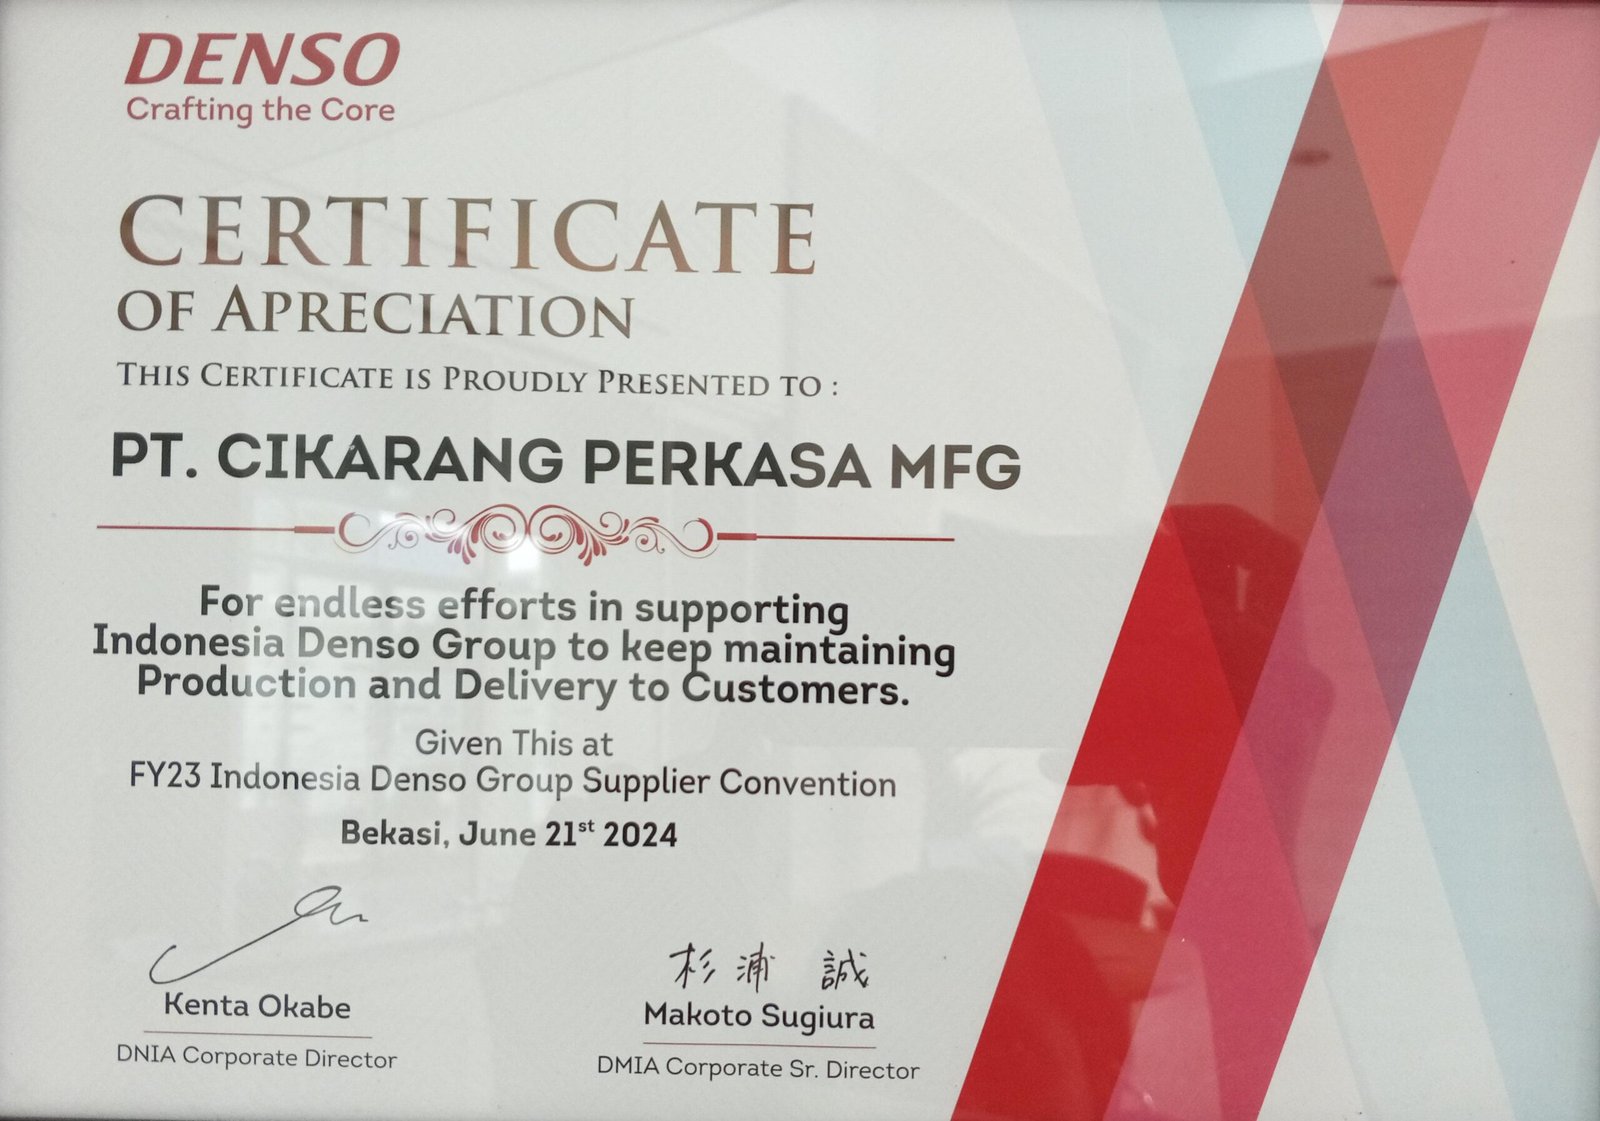 DENSO
Crafting the Core
CERTIFICATE
OF APRECIATION
THIS CERTIFICATE IS PROUDLY PRESENTED TO :
PT. CIKARANG PERKASA MFG
For endless efforts in supporting
Indonesia Denso Group to keep maintaining
Production and Delivery to Customers.
Given This at
FY23 Indonesia Denso Group Supplier Convention
Bekasi, June 21st 2024
杉浦 誠
Kenta Okabe
Makoto Sugiura
DNIA Corporate Director
DMIA Corporate Sr. Director